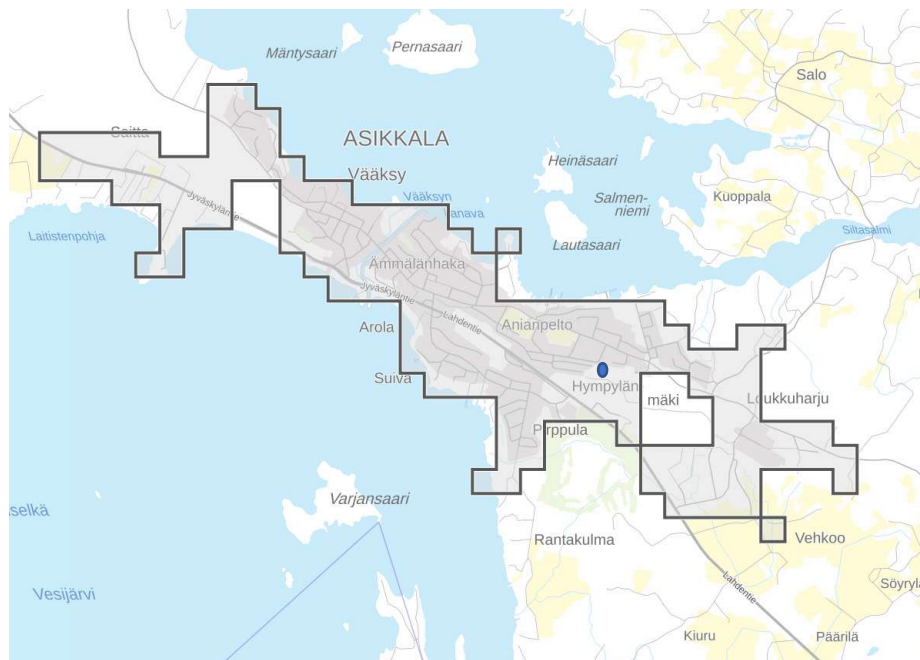 Pernasaari
Mäntysaari
Salo
Saitta
ASIKKALA
Heinäsaari
Vääksy
Kuoppala
Salmen-
niemi
Vääksyn
kanava
Jyväskyläntie
Siltasalmi
Laitistenpohja
Lautasaari
Ämmälänhaka
Jyväskyläntie
Lahdentie
Anianpelto
Arola
Suiva
Hympylän
mäki
Loukkuharju
Pirppula
Varjansaari
selkä
Rantakulma
Vehkoo
Lahdentie
Söyrylä
Vesijärvi
Kiuru
Päärilä